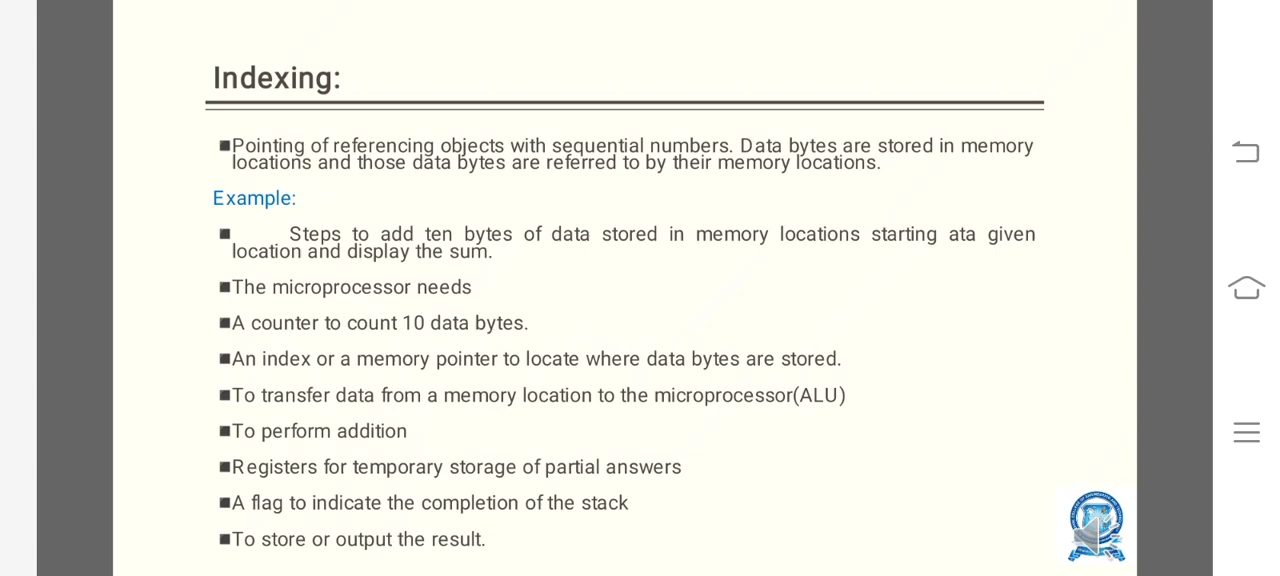 Indexing:
■Pointing of referencing objects with sequential numbers. Data bytes are stored in memory
locations and those data bytes are referred to by their memory locations.
Example:
■ Steps to add ten bytes of data stored in memory locations starting ata given
location and display the sum.
■The microprocessor needs
■A counter to count 10 data bytes.
■An index or a memory pointer to locate where data bytes are stored.
■To transfer data from a memory location to the microprocessor(ALU)
■To perform addition
■Registers for temporary storage of partial answers
■A flag to indicate the completion of the stack
■To store or output the result.